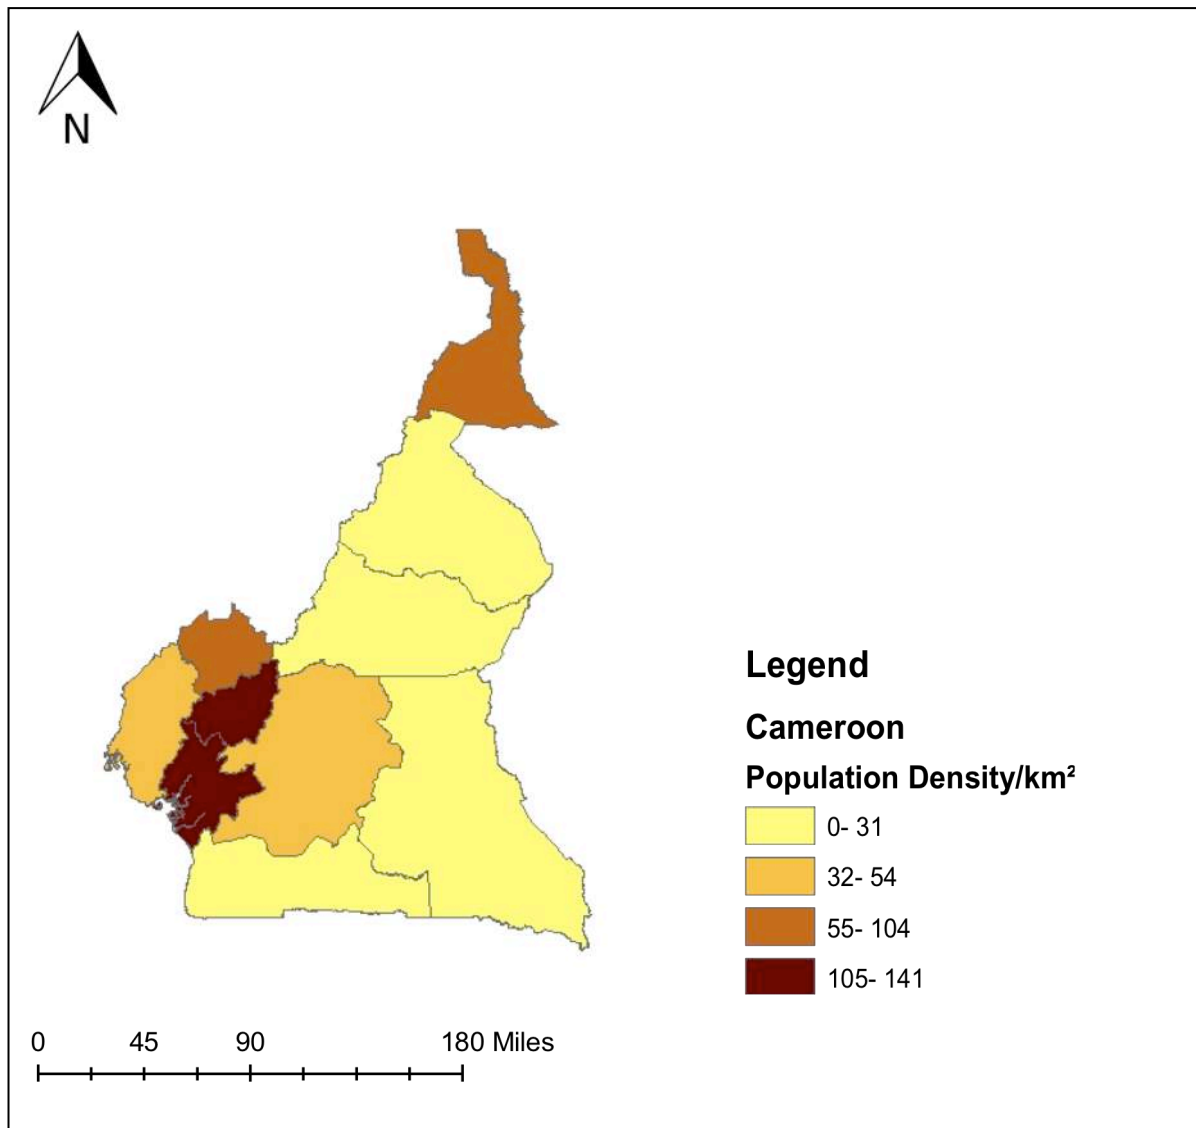 N
Legend
Cameroon
Population Density/km²
0- 31
32- 54
55- 104
105- 141
0 45 90 180 Miles